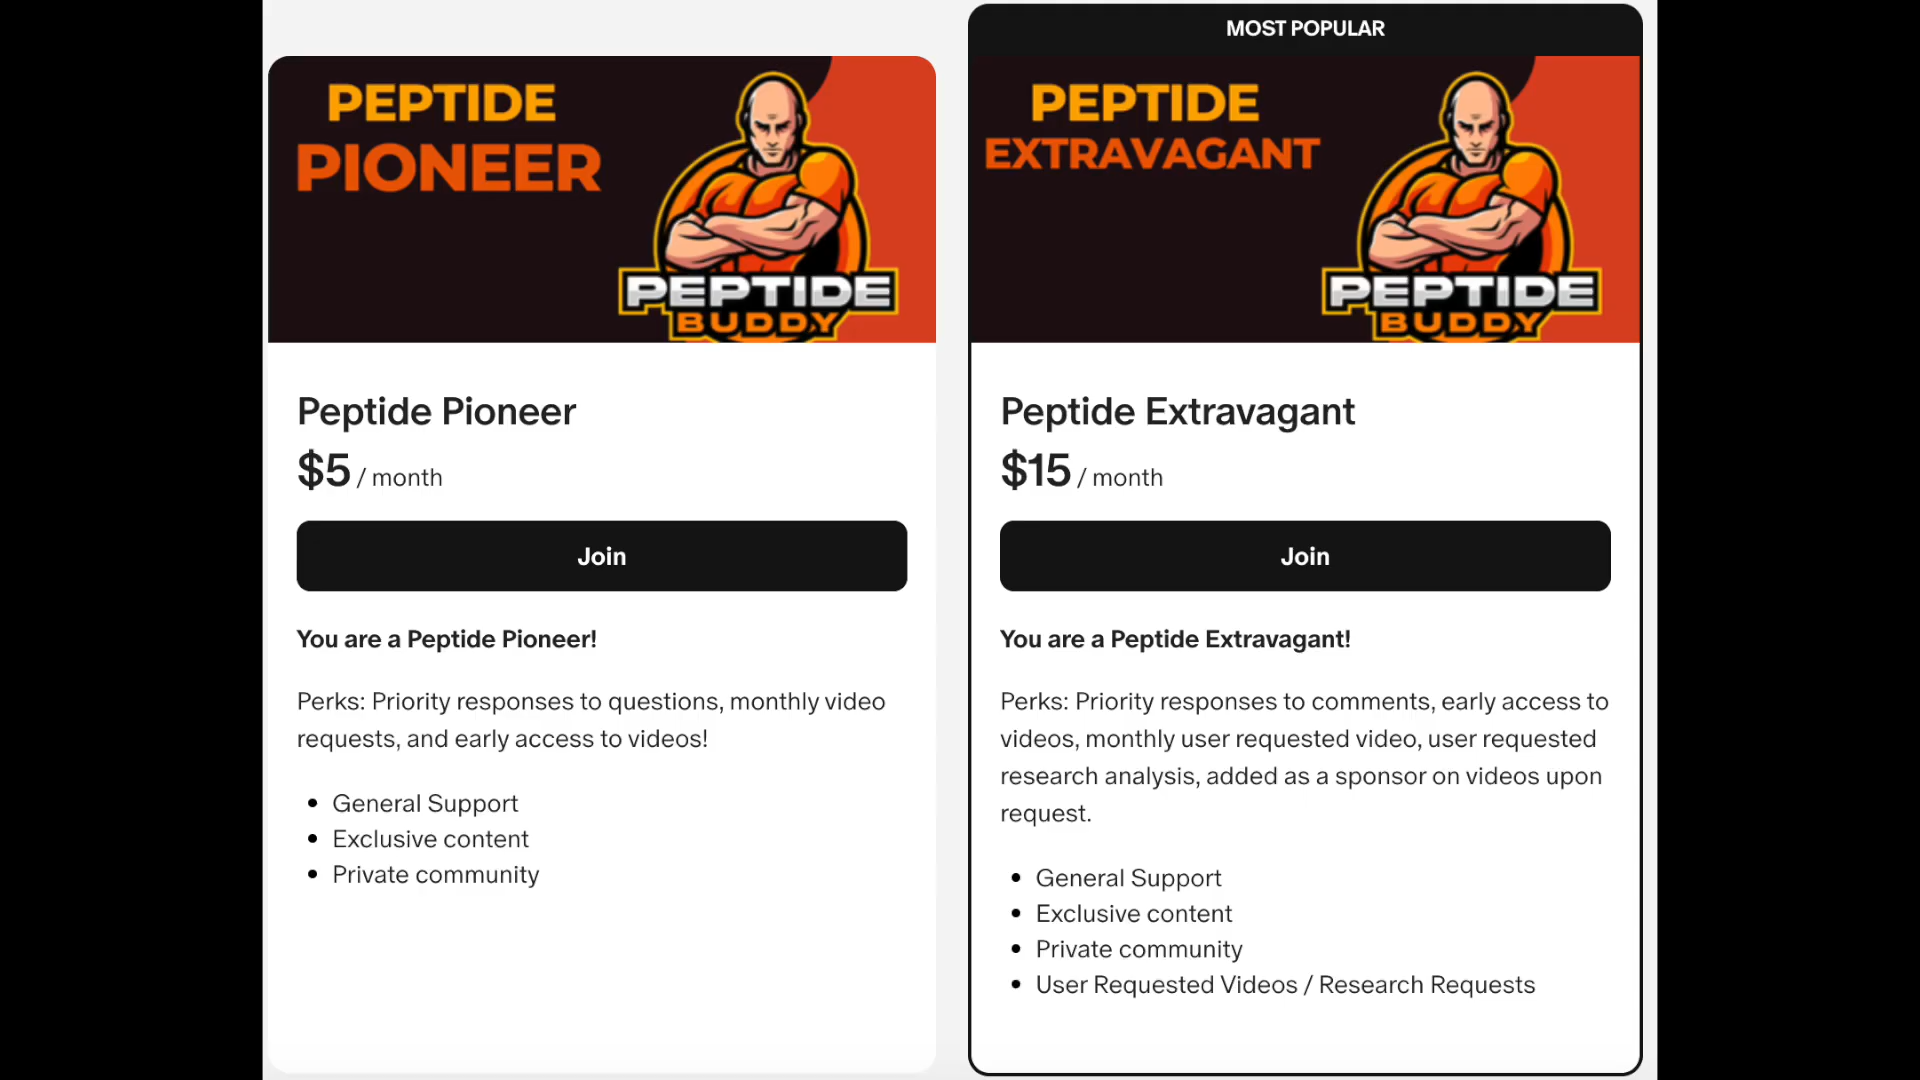 PEPTIDE
PIONEER
PEPTIDE
BUDDY
Peptide Pioneer
$5 / month
Join
You are a Peptide Pioneer!
Perks: Priority responses to questions, monthly video
requests, and early access to videos!
• General Support
• Exclusive content
• Private community
MOST POPULAR
PEPTIDE
EXTRAVAGANT
PEPTIDE
BUDDY
Peptide Extravagant
$15 / month
Join
You are a Peptide Extravagant!
Perks: Priority responses to comments, early access to
videos, monthly user requested video, user requested
research analysis, added as a sponsor on videos upon
request.
• General Support
• Exclusive content
• Private community
• User Requested Videos / Research Requests